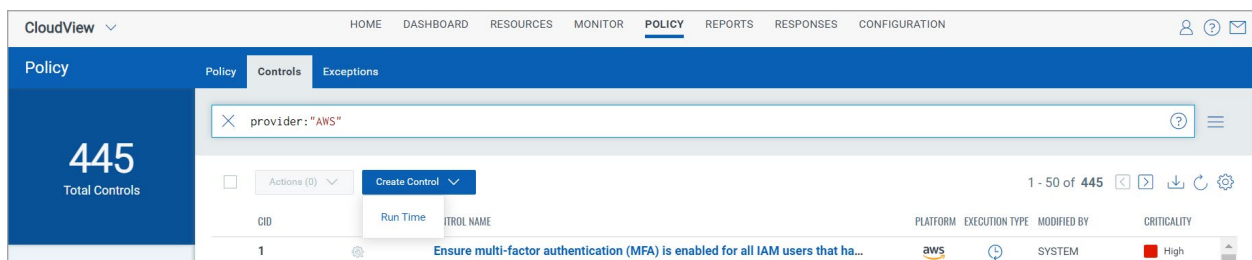 CloudView
HOME DASHBOARD RESOURCES MONITOR POLICY REPORTS RESPONSES CONFIGURATION
Policy
Policy Controls Exceptions
provider:"AWS"
445
Total Controls
Actions (0) Create Control
1 - 50 of 445
Run Time
CID TROL NAME PLATFORM EXECUTION TYPE MODIFIED BY CRITICALITY
1 Ensure multi-factor authentication (MFA) is enabled for all IAM users that ha... aws SYSTEM High